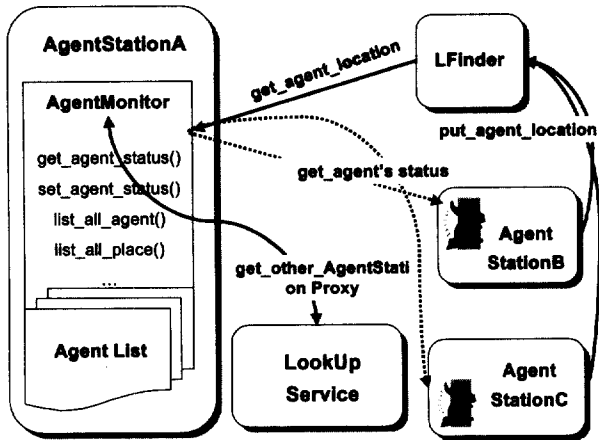 AgentStationA
AgentMonitor
get_agent_status()
set_agent_status()
list_all_agent()
list_all_place()
...
Agent List
get_agent_location
LFinder
put_agent_location
get_agent's status
Agent
StationB
get_other_AgentStati
on Proxy
LookUp
Service
Agent
StationC